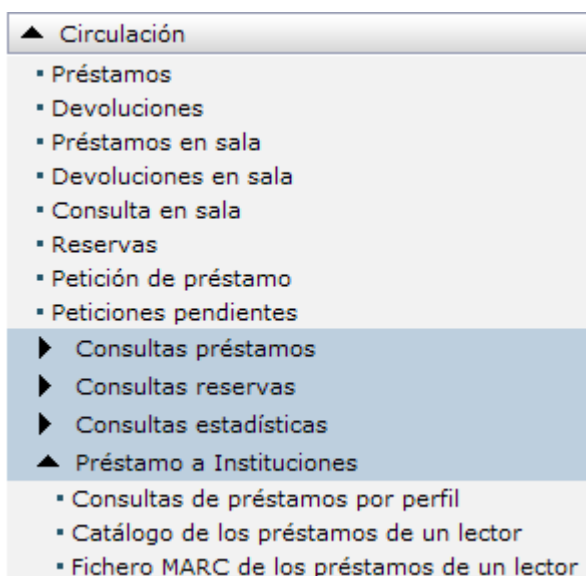 Circulación
Préstamos
Devoluciones
Préstamos en sala
Devoluciones en sala
Consulta en sala
Reservas
Petición de préstamo
Peticiones pendientes
Consultas préstamos
Consultas reservas
Consultas estadísticas
Préstamo a Instituciones
Consultas de préstamos por perfil
Catálogo de los préstamos de un lector
Fichero MARC de los préstamos de un lector